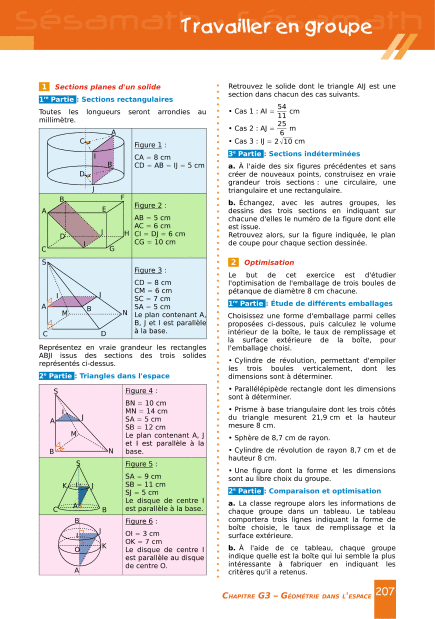 Sésamath
Sésamath
Travailler en groupe
1 Sections planes d'un solide
1re Partie : Sections rectangulaires
Toutes les longueurs seront arrondies au
millimètre.
A
C
I
B
D
J
Figure 1 :
CA = 8 cm
CD = AB = IJ = 5 cm
B
F
A
E
D
J
H
I
C
G
Figure 2 :
AB = 5 cm
AC = 6 cm
CI = DJ = 6 cm
CG = 10 cm
S
I
J
A
B
M
N
C
D
Figure 3 :
CD = 8 cm
CM = 6 cm
SC = 7 cm
SA = 5 cm
Le plan contenant A,
B, J et I est parallèle
à la base.
Représentez en vraie grandeur les rectangles
ABJI issus des sections des trois solides
représentés ci-dessus.
2e Partie : Triangles dans l'espace
S
I
A
J
M
B
N
Figure 4 :
BN = 10 cm
MN = 14 cm
SA = 5 cm
SB = 12 cm
Le plan contenant A, J
et I est parallèle à la
base.
S
K
J
C
A
B
Figure 5 :
SA = 9 cm
SB = 11 cm
SJ = 5 cm
Le disque de centre I
est parallèle à la base.
B
I
J
O
K
A
Figure 6 :
OI = 3 cm
OK = 7 cm
Le disque de centre I
est parallèle au disque
de centre O.
Retrouvez le solide dont le triangle AIJ est une
section dans chacun des cas suivants.
• Cas 1 : AI = 54/11 cm
• Cas 2 : AJ = 25/6 m
• Cas 3 : IJ = 2√10 cm
3e Partie : Sections indéterminées
a. À l'aide des six figures précédentes et sans
créer de nouveaux points, construisez en vraie
grandeur trois sections : une circulaire, une
triangulaire et une rectangulaire.
b. Échangez, avec les autres groupes, les
dessins des trois sections en indiquant sur
chacune d'elles le numéro de la figure dont elle
est issue.
Retrouvez alors, sur la figure indiquée, le plan
de coupe pour chaque section dessinée.
2 Optimisation
Le but de cet exercice est d'étudier
l'optimisation de l'emballage de trois boules de
pétanque de diamètre 8 cm chacune.
1re Partie : Étude de différents emballages
Choisissez une forme d'emballage parmi celles
proposées ci-dessous, puis calculez le volume
intérieur de la boîte, le taux de remplissage et
la surface extérieure de la boîte, pour
l'emballage choisi.
• Cylindre de révolution, permettant d'empiler
les trois boules verticalement, dont les
dimensions sont à déterminer.
• Parallélépipède rectangle dont les dimensions
sont à déterminer.
• Prisme à base triangulaire dont les trois côtés
du triangle mesurent 21,9 cm et la hauteur
mesure 8 cm.
• Sphère de 8,7 cm de rayon.
• Cylindre de révolution de rayon 8,7 cm et de
hauteur 8 cm.
• Une figure dont la forme et les dimensions
sont au libre choix du groupe.
2e Partie : Comparaison et optimisation
a. La classe regroupe alors les informations de
chaque groupe dans un tableau. Le tableau
comportera trois lignes indiquant la forme de
boîte choisie, le taux de remplissage et la
surface extérieure.
b. À l'aide de ce tableau, chaque groupe
indique quelle est la boîte qui lui semble la plus
intéressante à fabriquer en indiquant les
critères qu'il a retenus.
CHAPITRE G3 – GÉOMÉTRIE DANS L'ESPACE 207